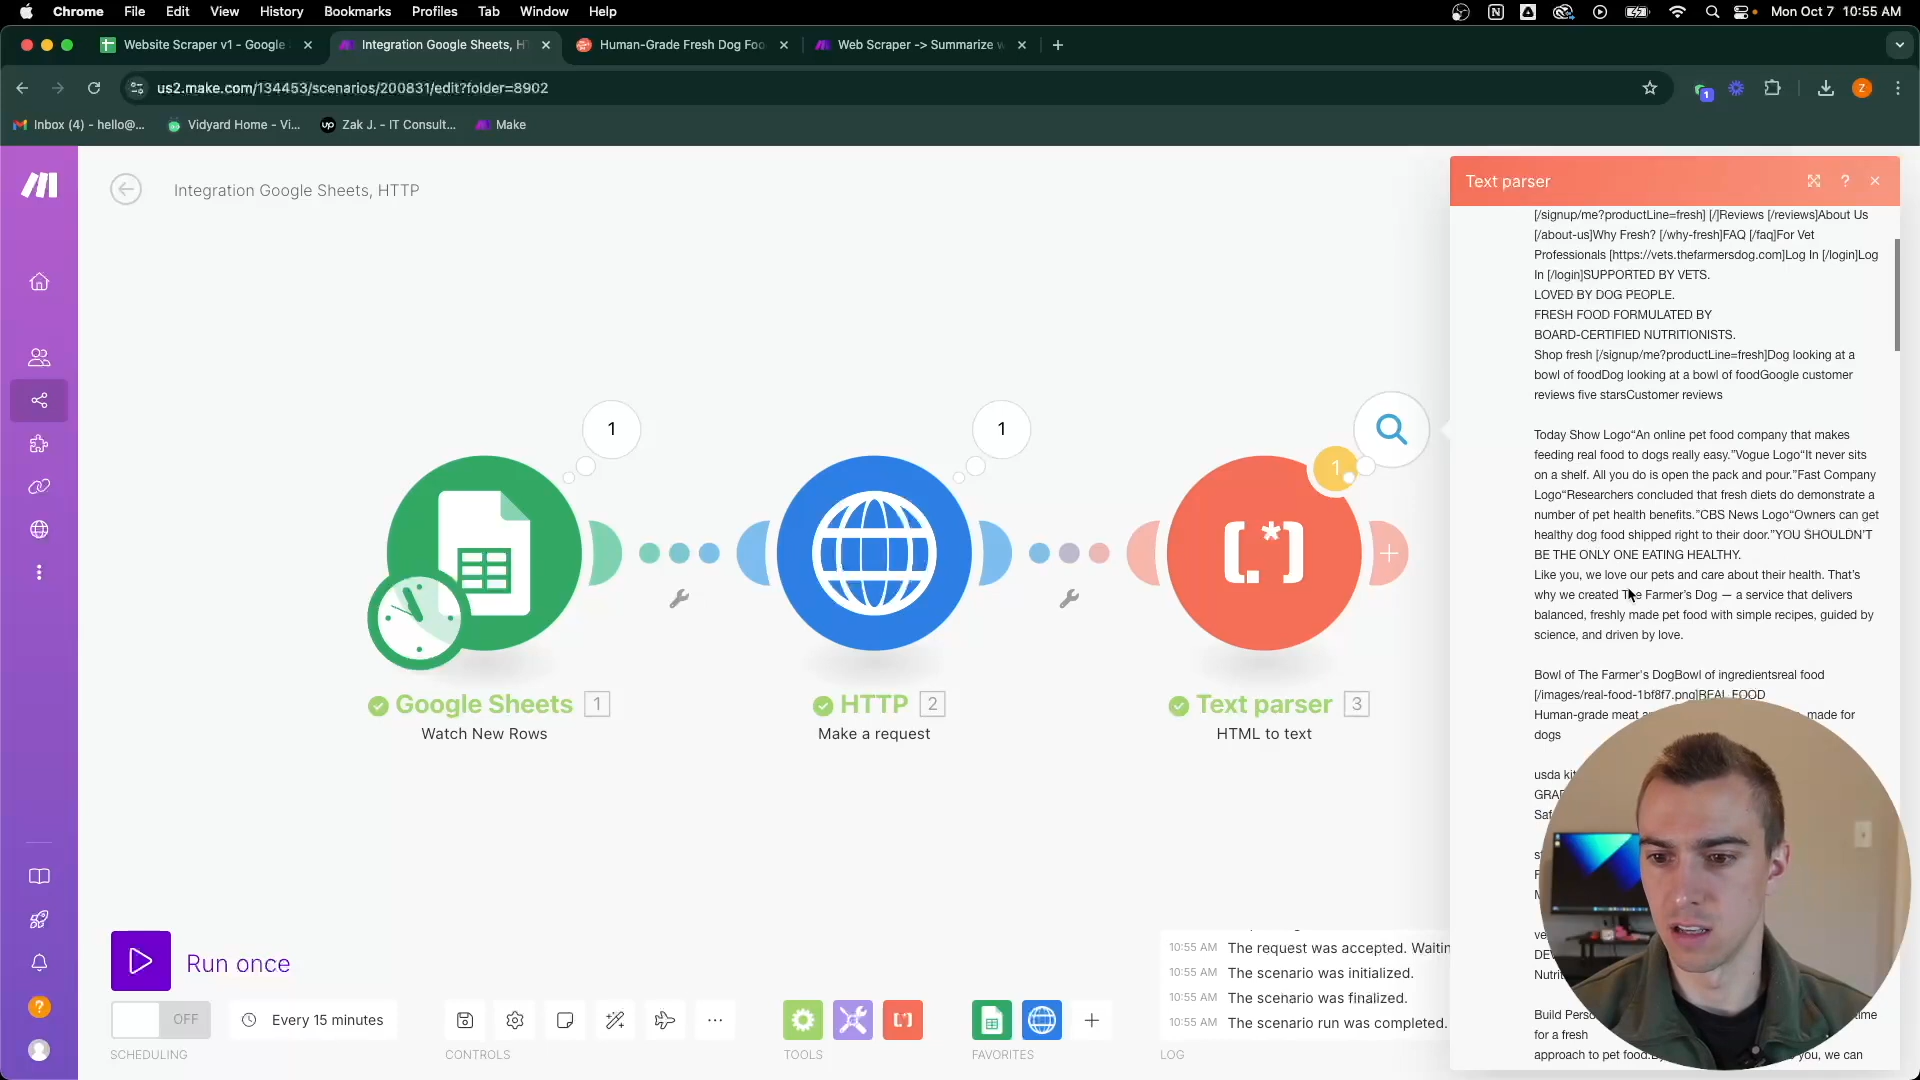 Chrome File Edit View History Bookmarks Profiles Tab Window Help Mon Oct 7 10:55 AM
Website Scraper v1 - Google Integration Google Sheets, H Human-Grade Fresh Dog Foo Web Scraper -> Summarize w
us2.make.com/134453/scenarios/200831/edit?folder=8902
1
Z
Inbox (4) - hello@... Vidyard Home - Vi... up Zak J. - IT Consult... Make
Integration Google Sheets, HTTP
Text parser
?
[/signup/me?productLine=fresh] [/]Reviews [/reviews]About Us
[/about-us]Why Fresh? [/why-fresh]FAQ [/faq]For Vet
Professionals [https://vets.thefarmersdog.com]Log In [/login]Log
In [/login]SUPPORTED BY VETS.
LOVED BY DOG PEOPLE.
FRESH FOOD FORMULATED BY
BOARD-CERTIFIED NUTRITIONISTS.
Shop fresh [/signup/me?productLine=fresh]Dog looking at a
bowl of foodDog looking at a bowl of foodGoogle customer
reviews five starsCustomer reviews
Today Show Logo“An online pet food company that makes
feeding real food to dogs really easy.”Vogue Logo“It never sits
on a shelf. All you do is open the pack and pour.”Fast Company
Logo“Researchers concluded that fresh diets do demonstrate a
number of pet health benefits.”CBS News Logo“Owners can get
healthy dog food shipped right to their door.”YOU SHOULDN’T
BE THE ONLY ONE EATING HEALTHY.
Like you, we love our pets and care about their health. That’s
why we created The Farmer’s Dog — a service that delivers
balanced, freshly made pet food with simple recipes, guided by
science, and driven by love.
Bowl of The Farmer's DogBowl of ingredientsreal food
[/images/real-food-1bf8f7.png]REAL FOOD
Human-grade meat made for
dogs
usda
Build
for a fresh
approach to pet food. you, we can
1
1
1
[.*]
Google Sheets 1
Watch New Rows
HTTP 2
Make a request
Text parser 3
HTML to text
Run once
OFF
Every 15 minutes
SCHEDULING
CONTROLS
TOOLS
FAVORITES
LOG
10:55 AM The request was accepted.
10:55 AM The scenario was initialized.
10:55 AM The scenario was finalized.
10:55 AM The scenario run was completed.
?